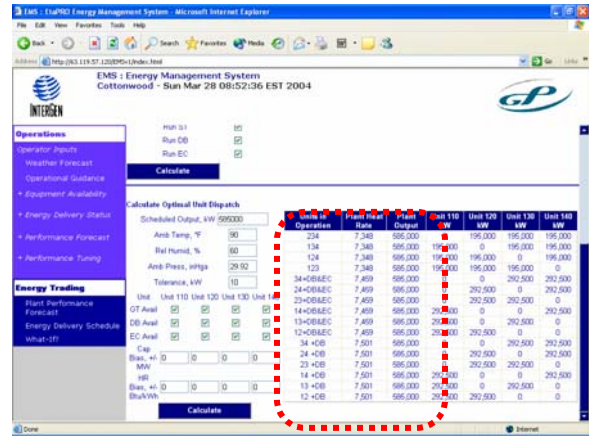 EMS : EtaPRO Energy Management System - Microsoft Internet Explorer
File Edit View Favorites Tools Help
Back Search Favorites Media
Address http://63.119.57.120/EMSv1/index.html Go Links
EMS : Energy Management System
Cottonwood - Sun Mar 28 08:52:36 EST 2004
INTERGEN
GP
Operations
Operator Inputs
Weather Forecast
Operational Guidance
+ Equipment Availability
+ Energy Delivery Status
+ Performance Forecast
+ Performance Tuning
Energy Trading
Plant Performance Forecast
Energy Delivery Schedule
What-If?
Run ST
Run DB
Run EC
Calculate
Calculate Optimal Unit Dispatch
Scheduled Output, kW 585000
Amb Temp, °F 90
Rel Humid, % 60
Amb Press, inHga 29.92
Tolerance, kW 10
Unit Unit 110 Unit 120 Unit 130 Unit 140
GT Avail
DB Avail
EC Avail
Cap Bias, +/- MW 0 0 0 0
HR Bias, +/- Btu/kWh 0 0 0 0
Calculate
Units in Operation Plant Heat Rate Plant Output Unit 110 kW Unit 120 kW Unit 130 kW Unit 140 kW
234 7,348 585,000 0 195,000 195,000 195,000
134 7,348 585,000 195,000 0 195,000 195,000
124 7,348 585,000 195,000 195,000 0 195,000
123 7,348 585,000 195,000 195,000 195,000 0
34+DB&EC 7,459 585,000 0 0 292,500 292,500
24+DB&EC 7,459 585,000 0 292,500 0 292,500
23+DB&EC 7,459 585,000 0 292,500 292,500 0
14+DB&EC 7,459 585,000 292,500 0 0 292,500
13+DB&EC 7,459 585,000 292,500 0 292,500 0
12+DB&EC 7,459 585,000 292,500 292,500 0 0
34 +DB 7,501 585,000 0 0 292,500 292,500
24 +DB 7,501 585,000 0 292,500 0 292,500
23 +DB 7,501 585,000 0 292,500 292,500 0
14 +DB 7,501 585,000 292,500 0 0 292,500
13 +DB 7,501 585,000 292,500 0 292,500 0
12 +DB 7,501 585,000 292,500 292,500 0 0
Done Internet